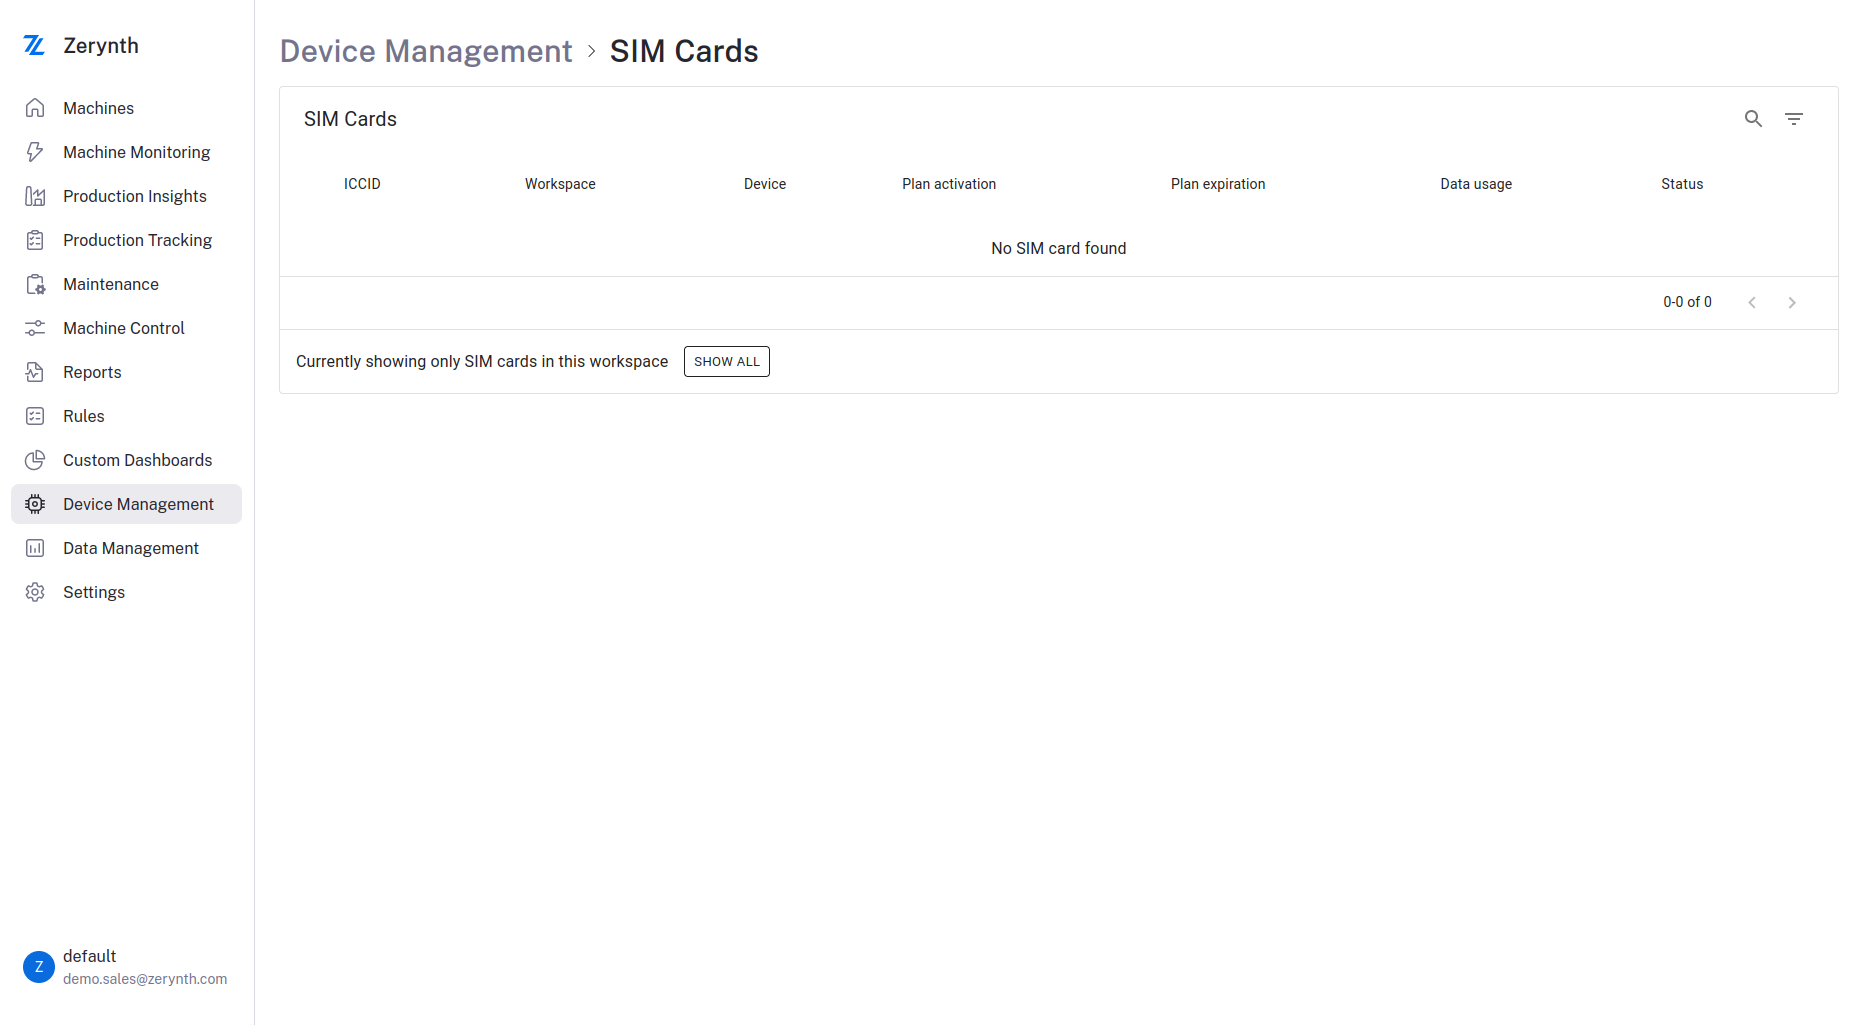 Zerynth
Machines
Machine Monitoring
Production Insights
Production Tracking
Maintenance
Machine Control
Reports
Rules
Custom Dashboards
Device Management
Data Management
Settings
Z
default
demo.sales@zerynth.com
Device Management > SIM Cards
SIM Cards
ICCID Workspace Device Plan activation Plan expiration Data usage Status
No SIM card found
0-0 of 0
Currently showing only SIM cards in this workspace SHOW ALL